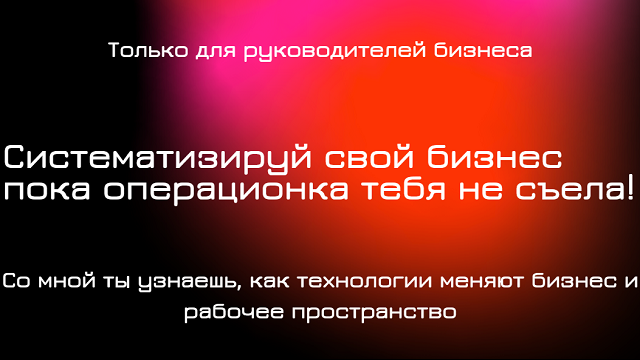 Только для руководителей бизнеса
Систематизируй свой бизнес
пока операционка тебя не съела!
Со мной ты узнаешь, как технологии меняют бизнес и
рабочее пространство